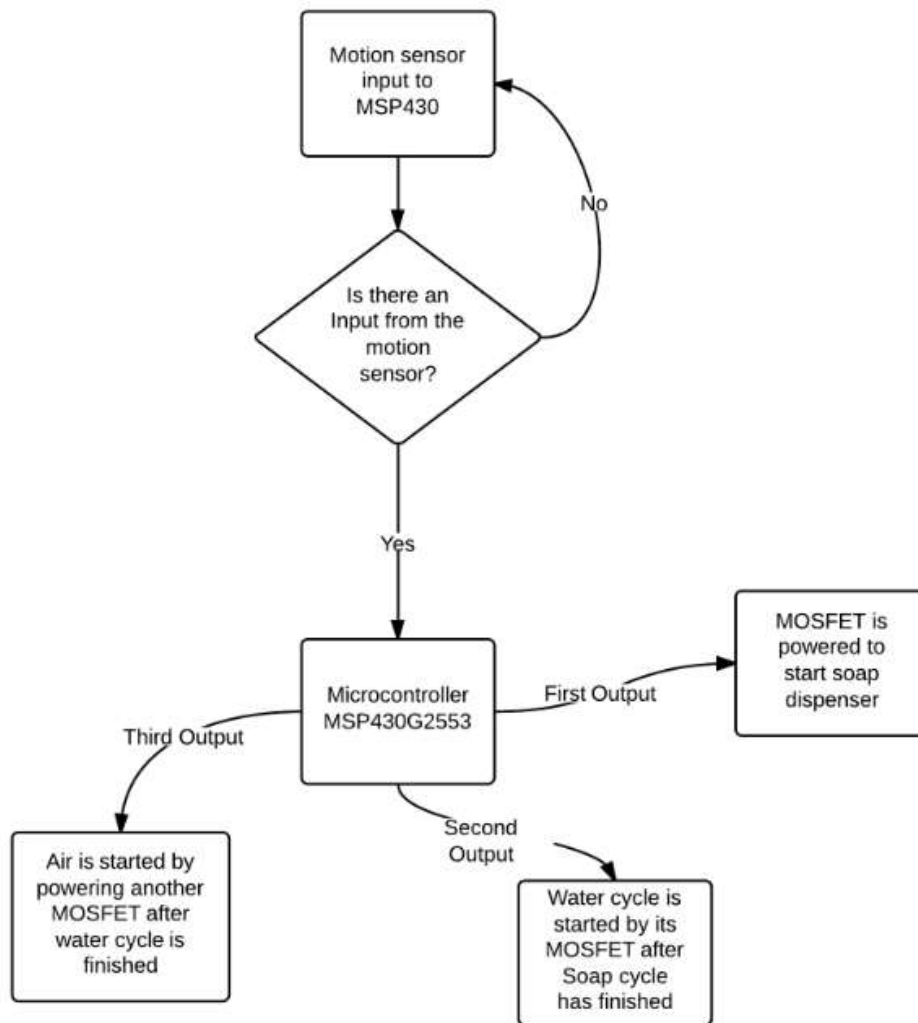 Motion sensor
input to
MSP430
No
Is there an
Input from the
motion
sensor?
Yes
Microcontroller
MSP430G2553
First Output
MOSFET is
powered to
start soap
dispenser
Third Output
Second
Output
Air is started by
powering another
MOSFET after
water cycle is
finished
Water cycle is
started by its
MOSFET after
Soap cycle
has finished